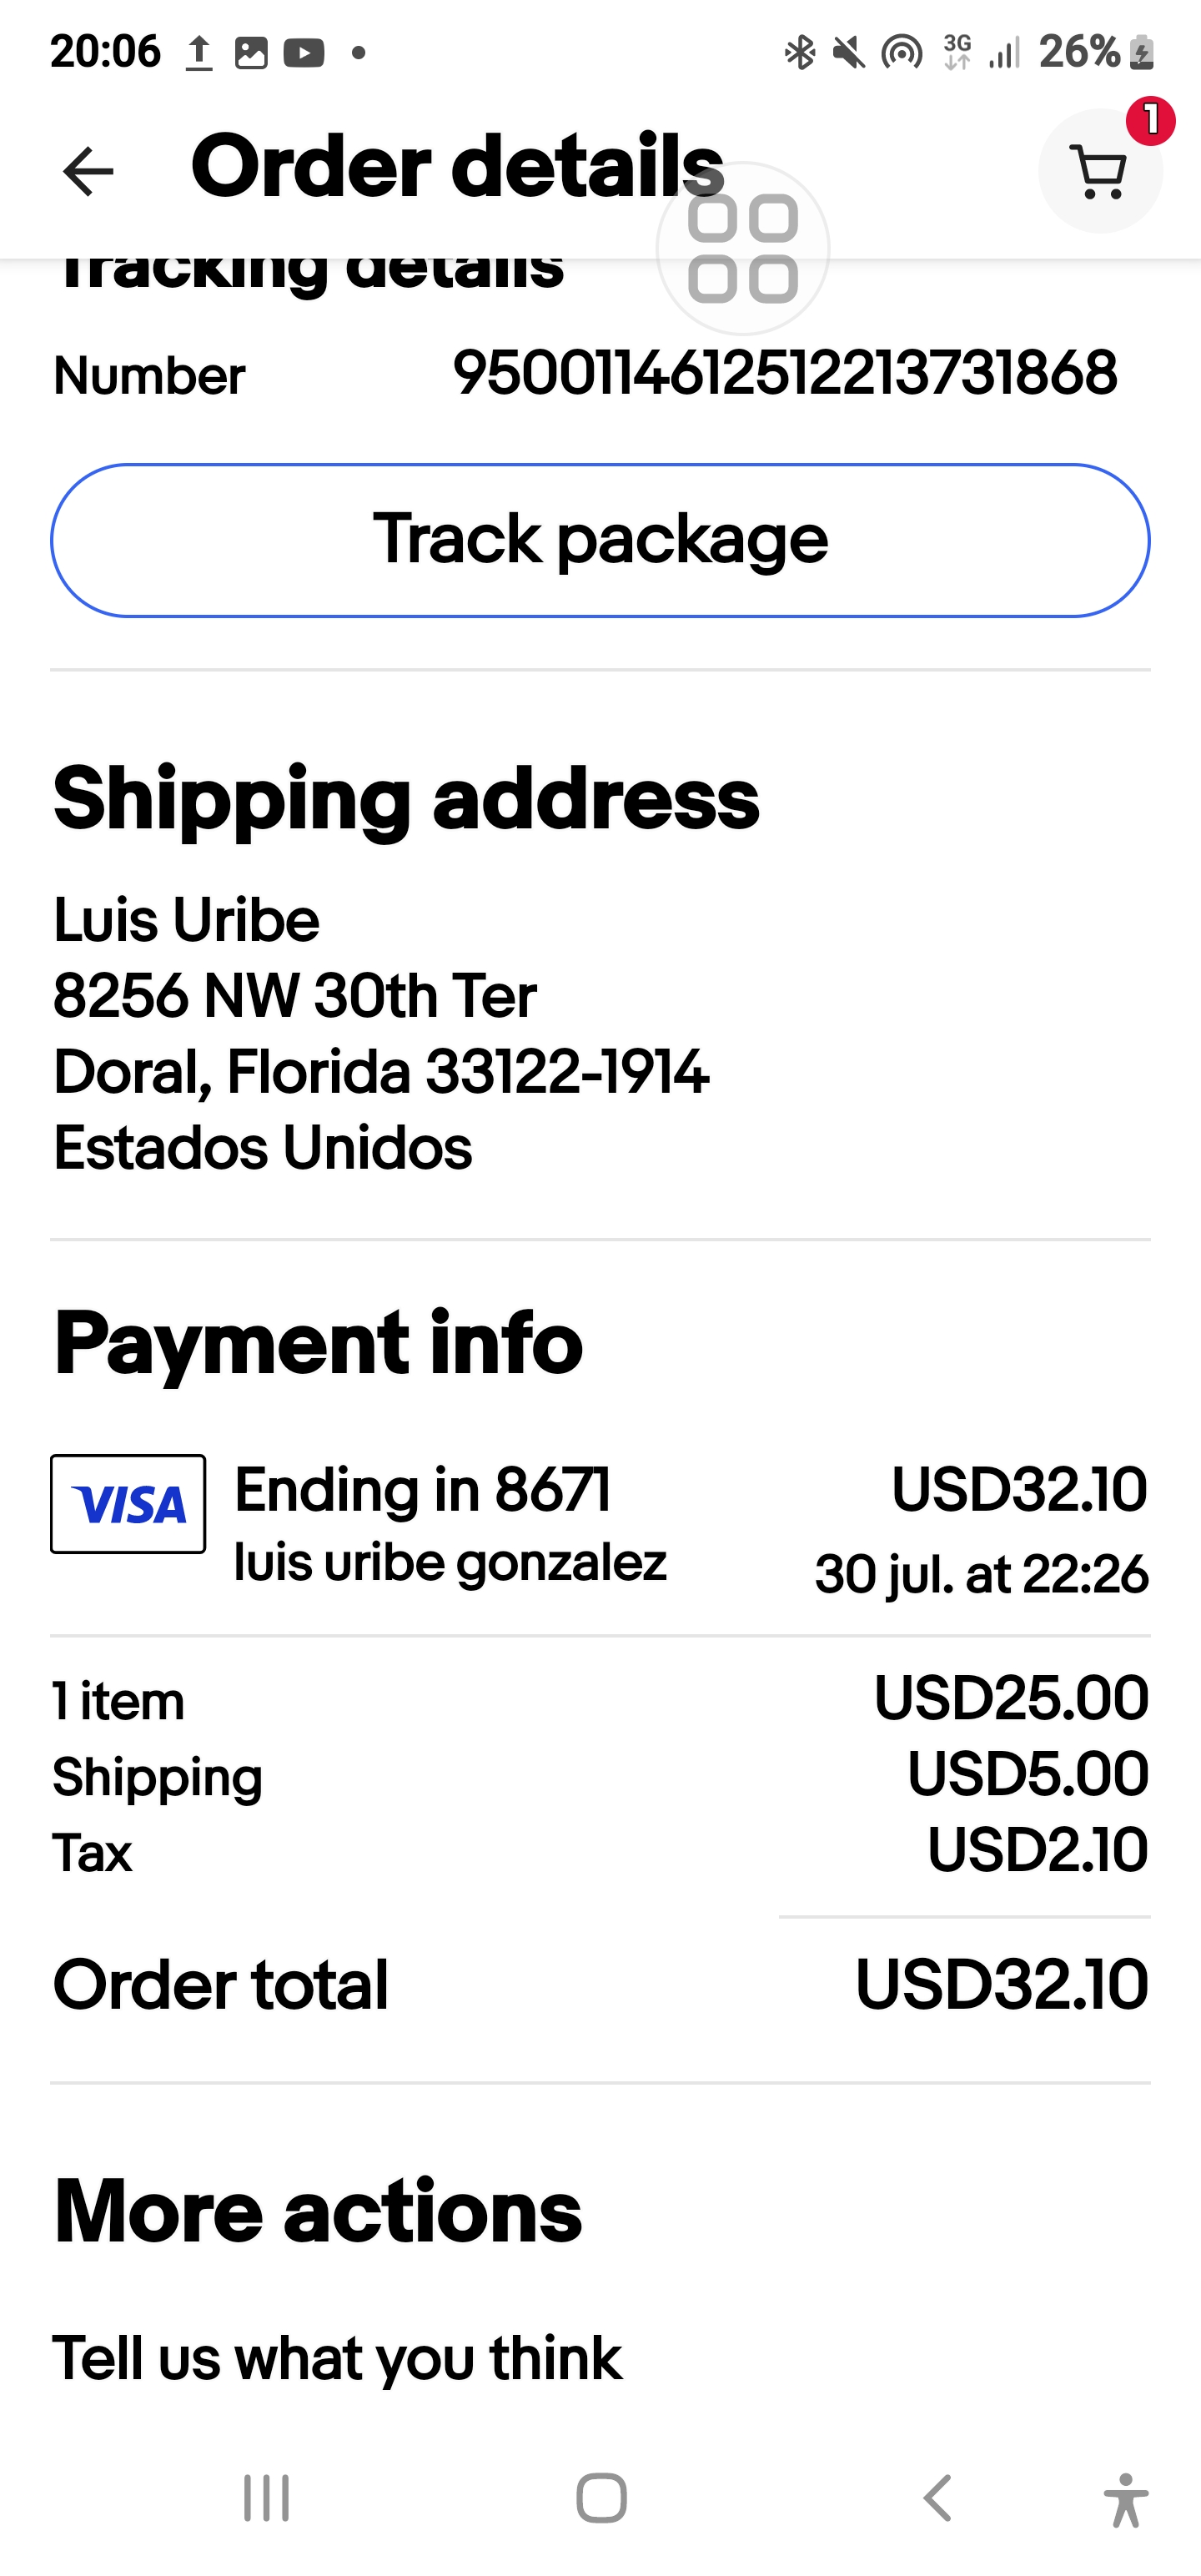 20:06 3G 26%
1
Order details
Tracking details
Number 9500114612512213731868
Track package
Shipping address
Luis Uribe
8256 NW 30th Ter
Doral, Florida 33122-1914
Estados Unidos
Payment info
VISA Ending in 8671 USD32.10
luis uribe gonzalez 30 jul. at 22:26
1 item USD25.00
Shipping USD5.00
Tax USD2.10
Order total USD32.10
More actions
Tell us what you think